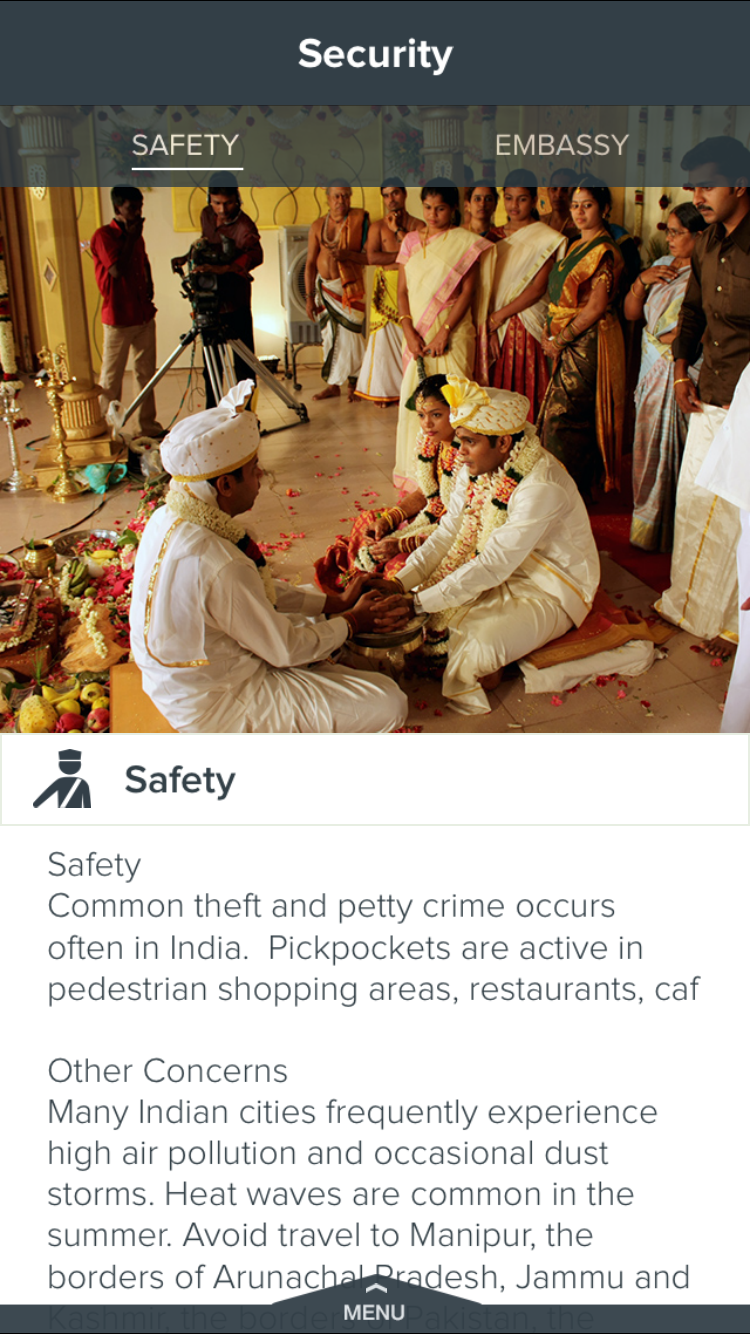 Security
SAFETY
EMBASSY
Safety
Safety
Common theft and petty crime occurs
often in India.  Pickpockets are active in
pedestrian shopping areas, restaurants, caf
Other Concerns
Many Indian cities frequently experience
high air pollution and occasional dust
storms. Heat waves are common in the
summer. Avoid travel to Manipur, the
borders of Arunachal Pradesh, Jammu and
Kashmir, the borders Pakistan, the
MENU